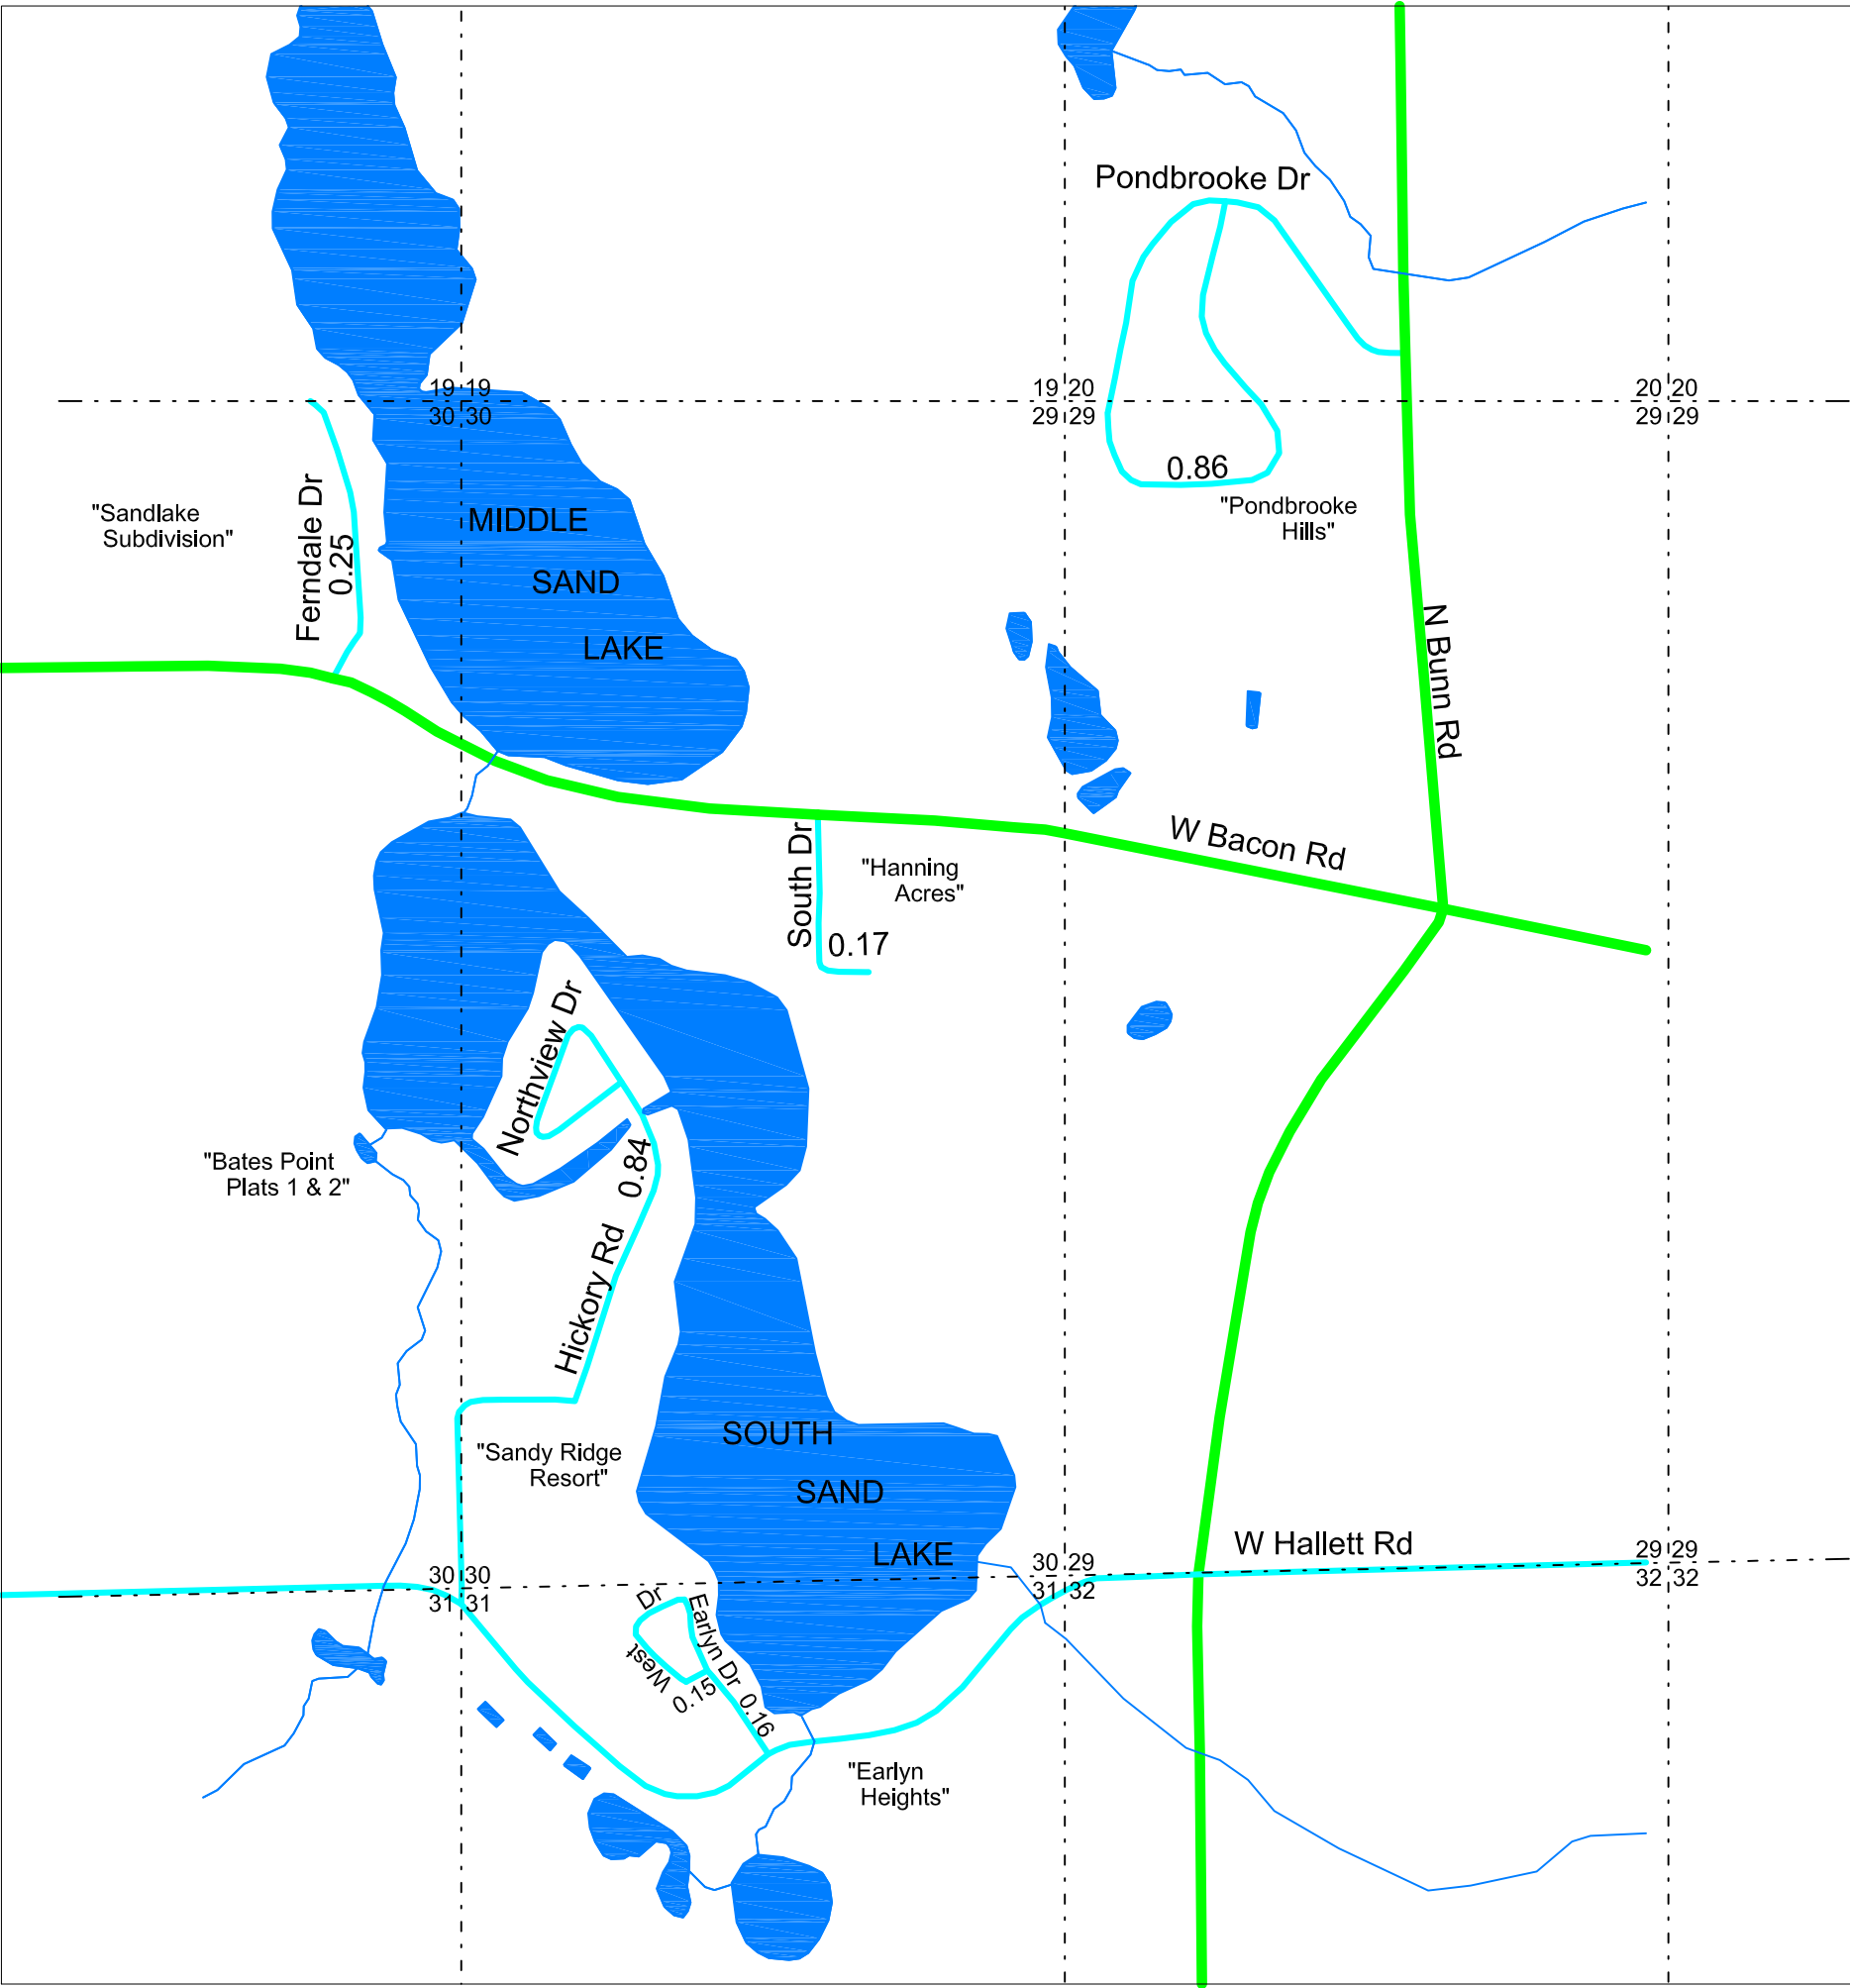 Pondbrooke Dr
19 19
30 30
19 20
29 29
20 20
29 29
0.86
"Pondbrooke
Hills"
"Sandlake
Subdivision"
Ferndale Dr
0.25
MIDDLE
SAND
LAKE
N Bunn Rd
W Bacon Rd
South Dr
0.17
"Hanning
Acres"
Northview Dr
"Bates Point
Plats 1 & 2"
0.84
Hickory Rd
"Sandy Ridge
Resort"
SOUTH
SAND
LAKE
W Hallett Rd
30 30
31 31
30 29
31 32
29 29
32 32
West Dr
0.15
Earlyn Dr
0.16
"Earlyn
Heights"